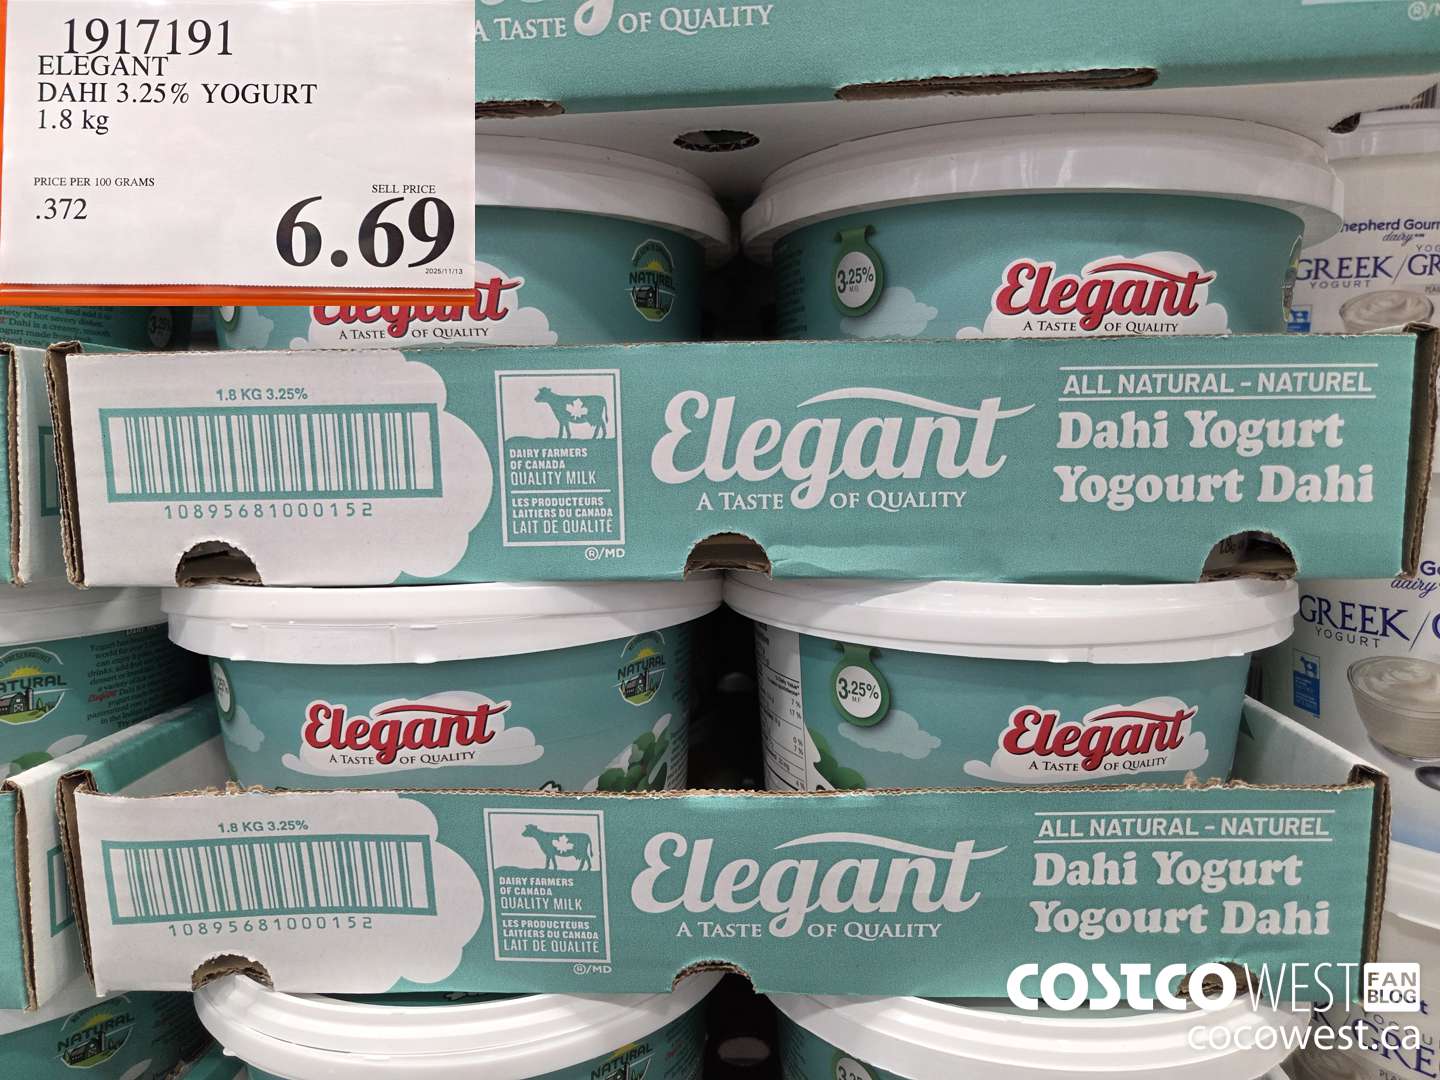 1917191
ELEGANT
DAHI 3.25% YOGURT
1.8 kg
PRICE PER 100 GRAMS
.372
SELL PRICE
6.69
2025/11/13
A TASTE OF QUALITY
NATURAL
3.25%
M.F.
Elegant
A TASTE OF QUALITY
Elegant
A TASTE OF QUALITY
dairy
GREEK
YOGURT
1.8 KG 3.25%
10895681000152
DAIRY FARMERS
OF CANADA
QUALITY MILK
LES PRODUCTEURS
LAITIERS DU CANADA
LAIT DE QUALITÉ
®/MD
Elegant
A TASTE OF QUALITY
ALL NATURAL - NATUREL
Dahi Yogurt
Yogourt Dahi
dairy
GREEK
YOGURT
NATURAL
Elegant
A TASTE OF QUALITY
NATURAL
3.25%
M.F.
Elegant
A TASTE OF QUALITY
1.8 KG 3.25%
10895681000152
DAIRY FARMERS
OF CANADA
QUALITY MILK
LES PRODUCTEURS
LAITIERS DU CANADA
LAIT DE QUALITÉ
®/MD
Elegant
A TASTE OF QUALITY
ALL NATURAL - NATUREL
Dahi Yogurt
Yogourt Dahi
NATURAL
COSTCO WEST FAN BLOG
cocowest.ca